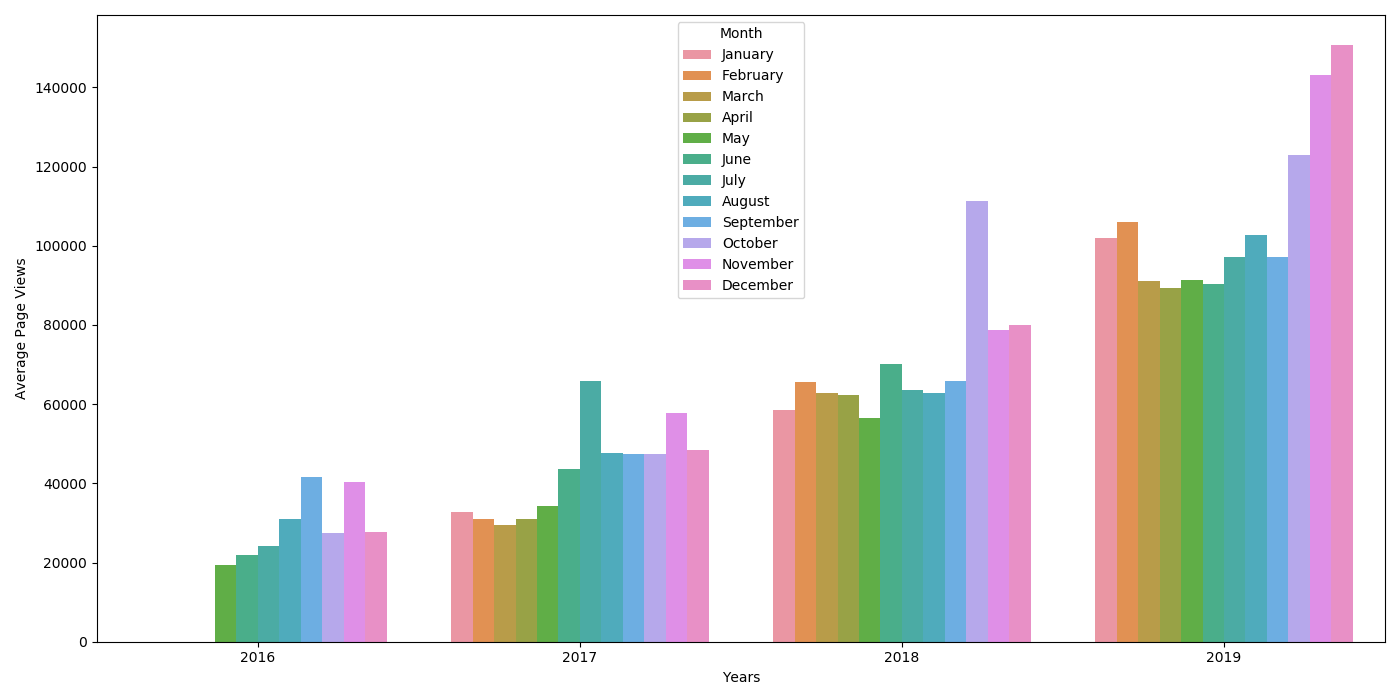 Month
January
February
March
April
May
June
July
August
September
October
November
December
Average Page Views
140000
120000
100000
80000
60000
40000
20000
0
2016 2017 2018 2019
Years